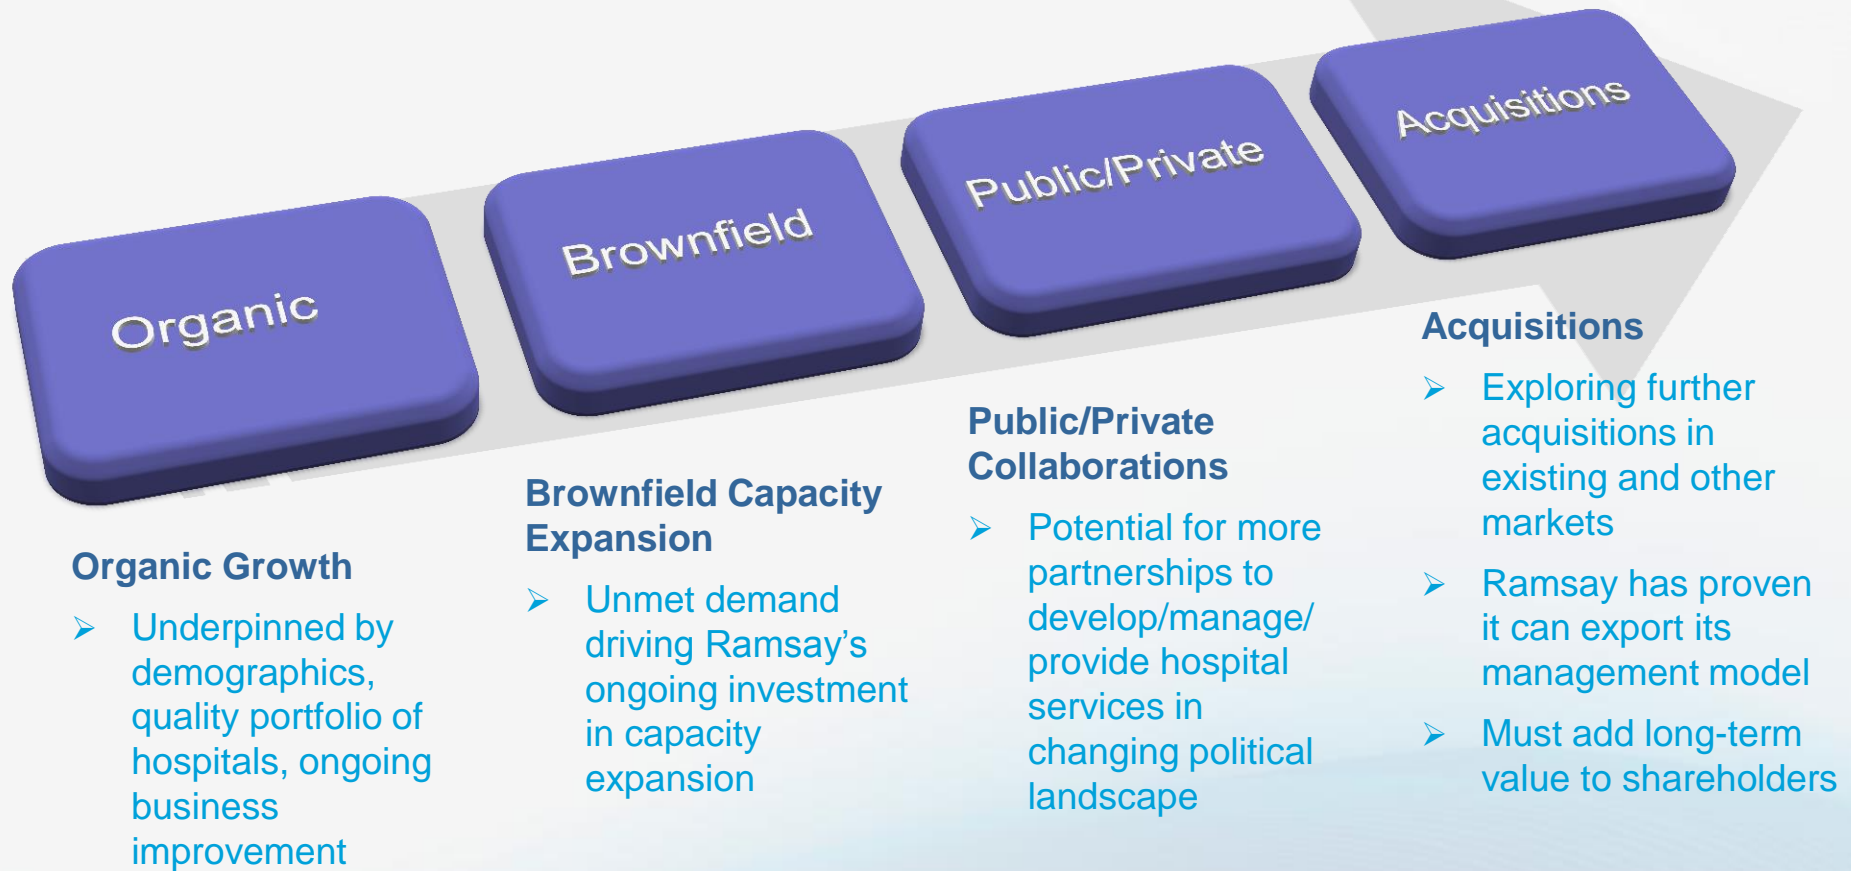 Organic
Brownfield
Public/Private
Acquisitions
Organic Growth
➢ Underpinned by
demographics,
quality portfolio of
hospitals, ongoing
business
improvement
Brownfield Capacity
Expansion
➢ Unmet demand
driving Ramsay’s
ongoing investment
in capacity
expansion
Public/Private
Collaborations
➢ Potential for more
partnerships to
develop/manage/
provide hospital
services in
changing political
landscape
Acquisitions
➢ Exploring further
acquisitions in
existing and other
markets
➢ Ramsay has proven
it can export its
management model
➢ Must add long-term
value to shareholders